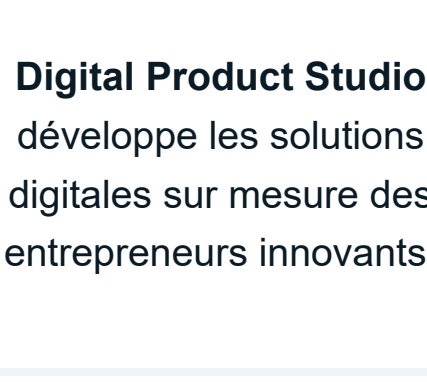 Digital Product Studio
développe les solutions
digitales sur mesure des
entrepreneurs innovants